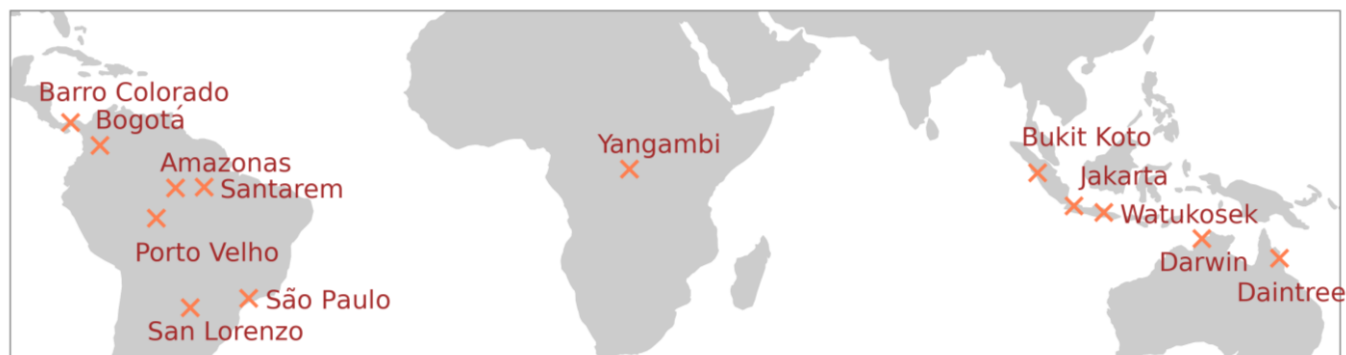 Barro Colorado
Bogotá
Amazonas
Santarem
Porto Velho
São Paulo
San Lorenzo
Yangambi
Bukit Koto
Jakarta
Watukosek
Darwin
Daintree